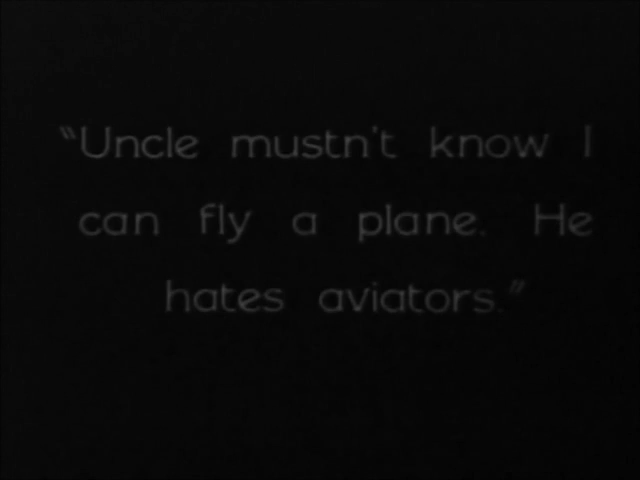 "Uncle mustn't know I
can fly a plane. He
hates aviators."